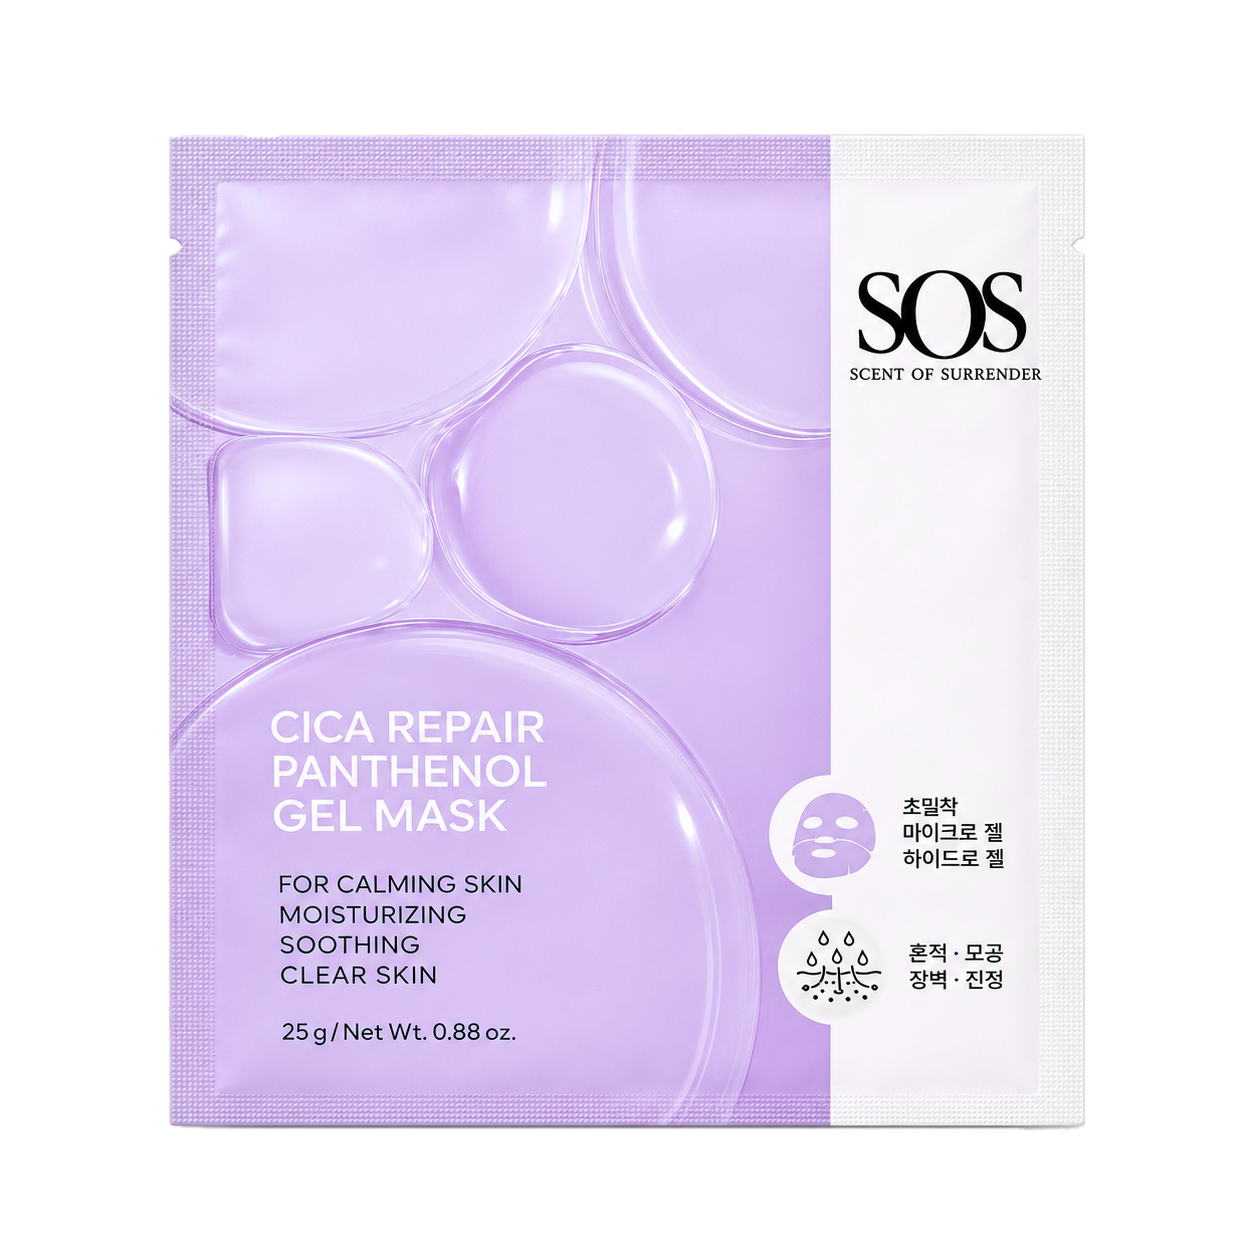 SOS
SCENT OF SURRENDER
CICA REPAIR
PANTHENOL
GEL MASK
FOR CALMING SKIN
MOISTURIZING
SOOTHING
CLEAR SKIN
25 g / Net Wt. 0.88 oz.
초밀착
마이크로 젤
하이드로 젤
흔적 · 모공
장벽 · 진정